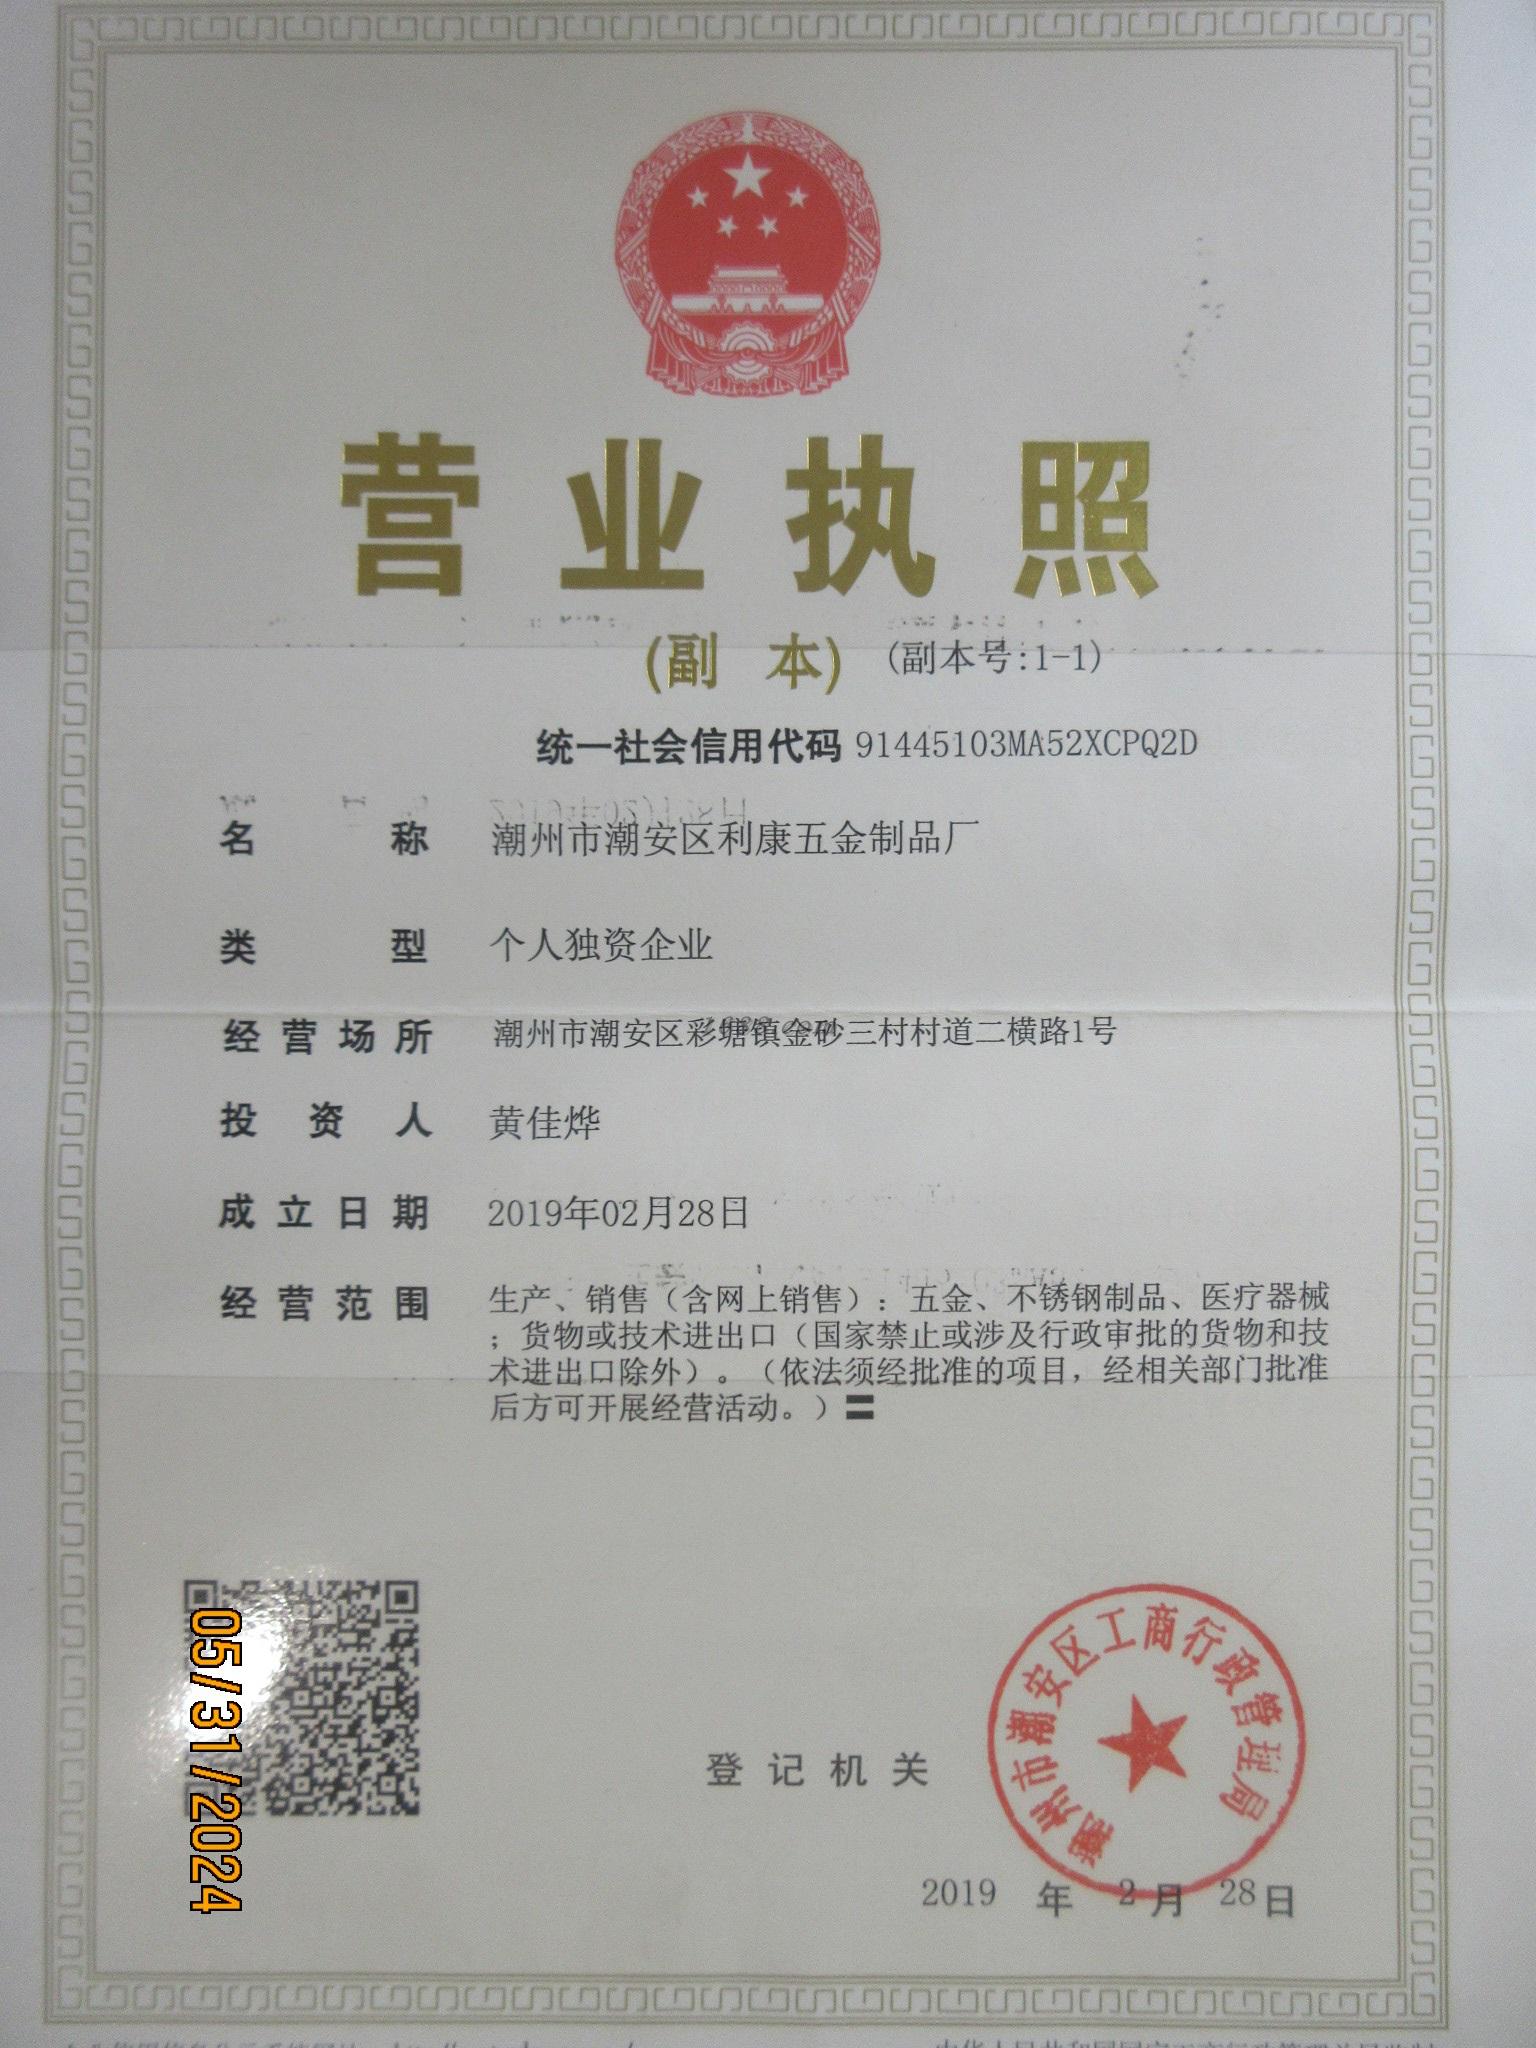 营业执照
(副 本) (副本号:1-1)
统一社会信用代码 91445103MA52XCPQ2D
名 称 潮州市潮安区利康五金制品厂
类 型 个人独资企业
经营场所 潮州市潮安区彩塘镇金砂三村村道二横路1号
投 资 人 黄佳烨
成立日期 2019年02月28日
经营范围 生产、销售（含网上销售）：五金、不锈钢制品、医疗器械
；货物或技术进出口（国家禁止或涉及行政审批的货物和技
术进出口除外）。（依法须经批准的项目，经相关部门批准
后方可开展经营活动。）〓
潮州市潮安区工商行政管理局
登记机关
2019 年 2 月 28 日
05/31/2024